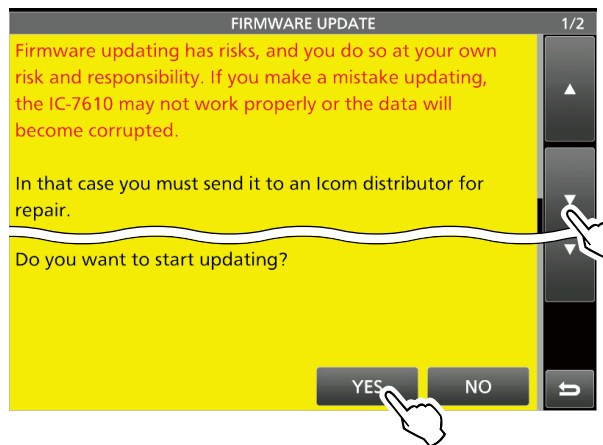 FIRMWARE UPDATE 1/2
Firmware updating has risks, and you do so at your own
risk and responsibility. If you make a mistake updating,
the IC-7610 may not work properly or the data will
become corrupted.
In that case you must send it to an Icom distributor for
repair.
Do you want to start updating?
YES NO